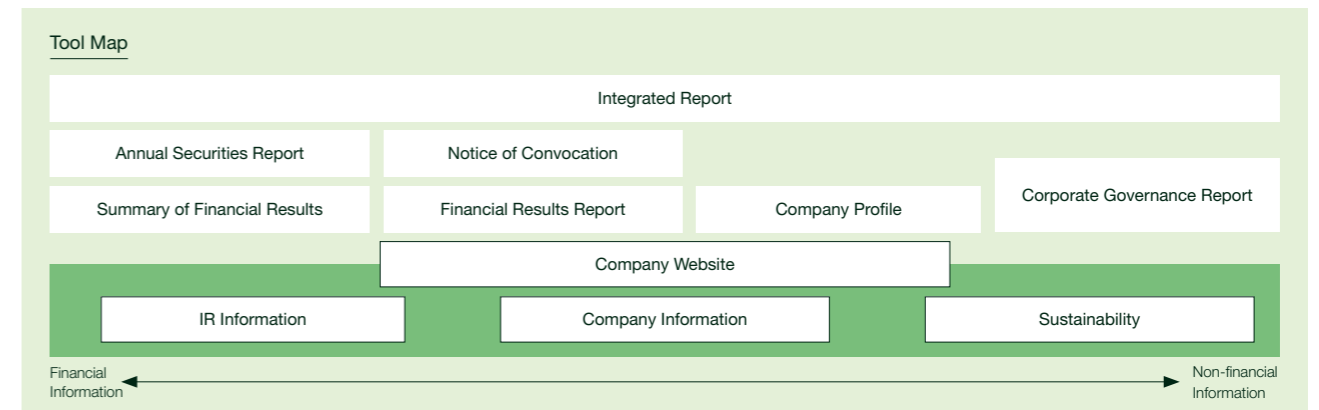 Tool Map
Integrated Report
Annual Securities Report
Notice of Convocation
Corporate Governance Report
Summary of Financial Results
Financial Results Report
Company Profile
Company Website
IR Information
Company Information
Sustainability
Financial
Information
Non-financial
Information